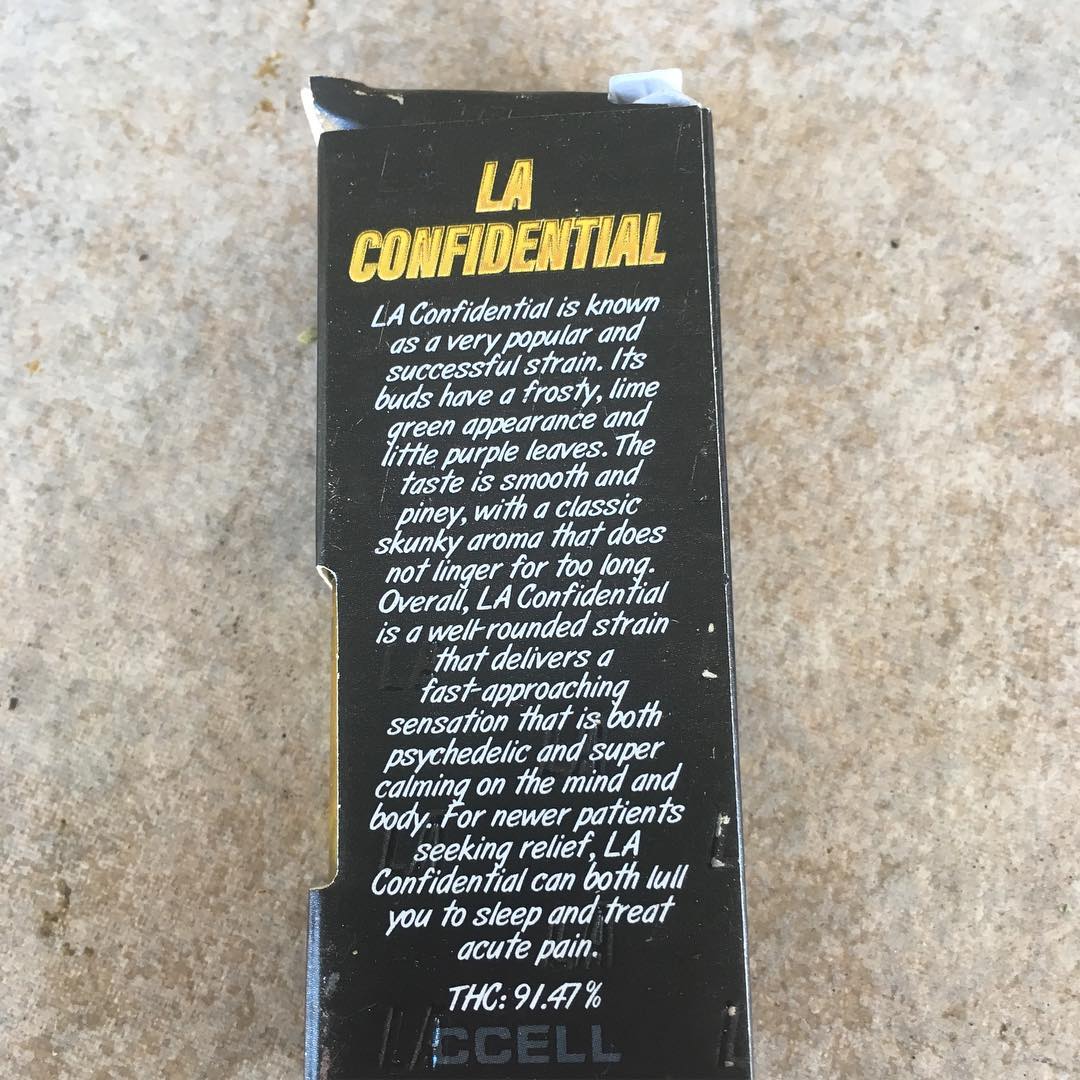 LA
CONFIDENTIAL
LA Confidential is known
as a very popular and
successful strain. Its
buds have a frosty, lime
green appearance and
little purple leaves. The
taste is smooth and
piney, with a classic
skunky aroma that does
not linger for too long.
Overall, LA Confidential
is a well-rounded strain
that delivers a
fast-approaching
sensation that is both
psychedelic and super
calming on the mind and
body. For newer patients
seeking relief, LA
Confidential can both lull
you to sleep and treat
acute pain.
THC: 91.47%
CCELL